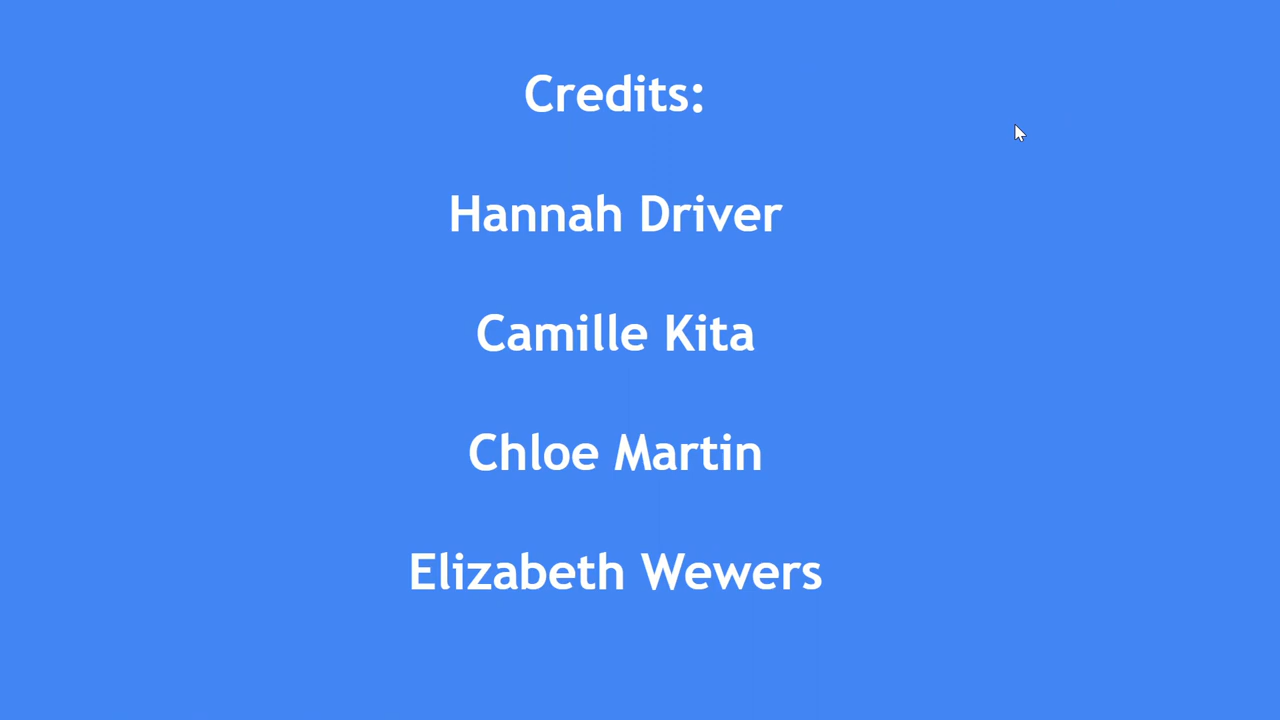 Credits:
Hannah Driver
Camille Kita
Chloe Martin
Elizabeth Wewers